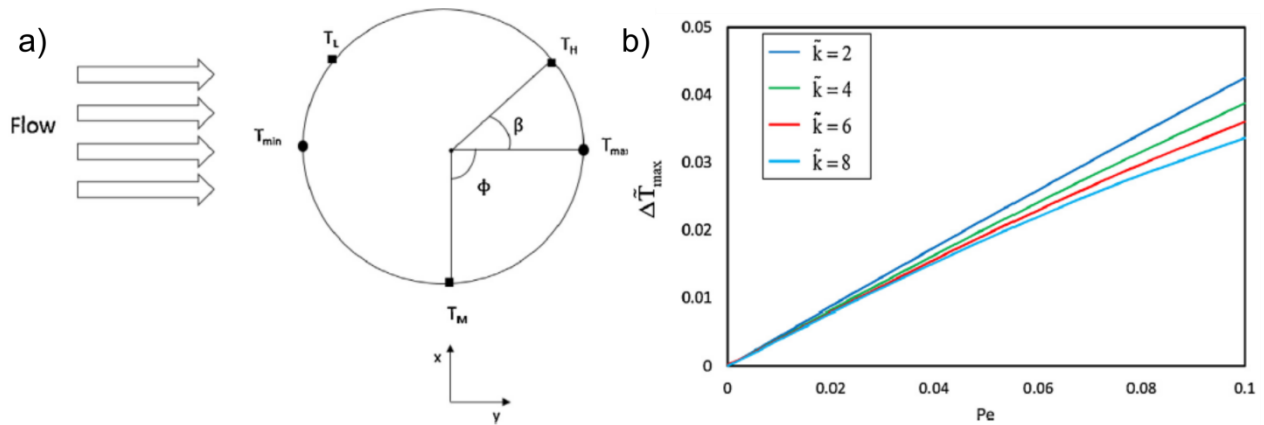 a)
Flow
T_L
T_H
T_min
β
T_max
ϕ
T_M
x
y
b)
k̃ = 2
k̃ = 4
k̃ = 6
k̃ = 8
ΔT̃_max
0.05
0.04
0.03
0.02
0.01
0
0
0.02
0.04
0.06
0.08
0.1
Pe